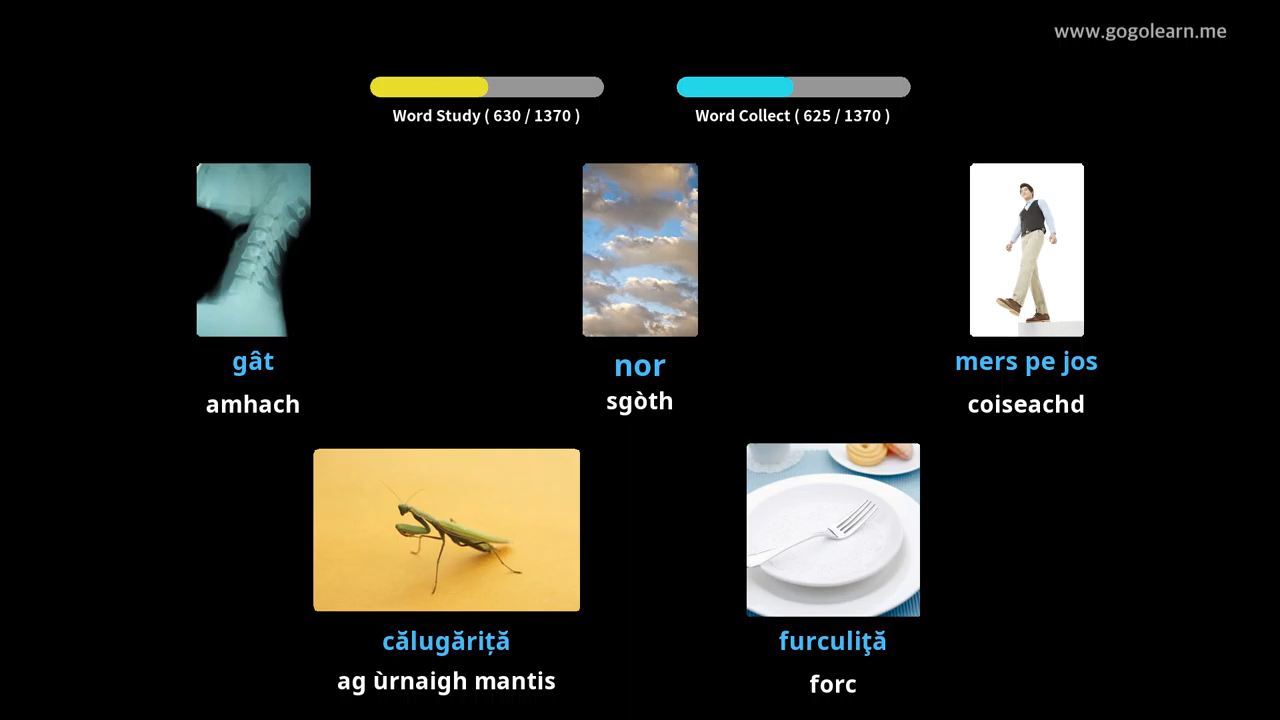 www.gogolearn.me
Word Study ( 630 / 1370 )
Word Collect ( 625 / 1370 )
gât
nor
mers pe jos
amhach
sgòth
coiseachd
călugăriță
furculiţă
ag ùrnaigh mantis
forc